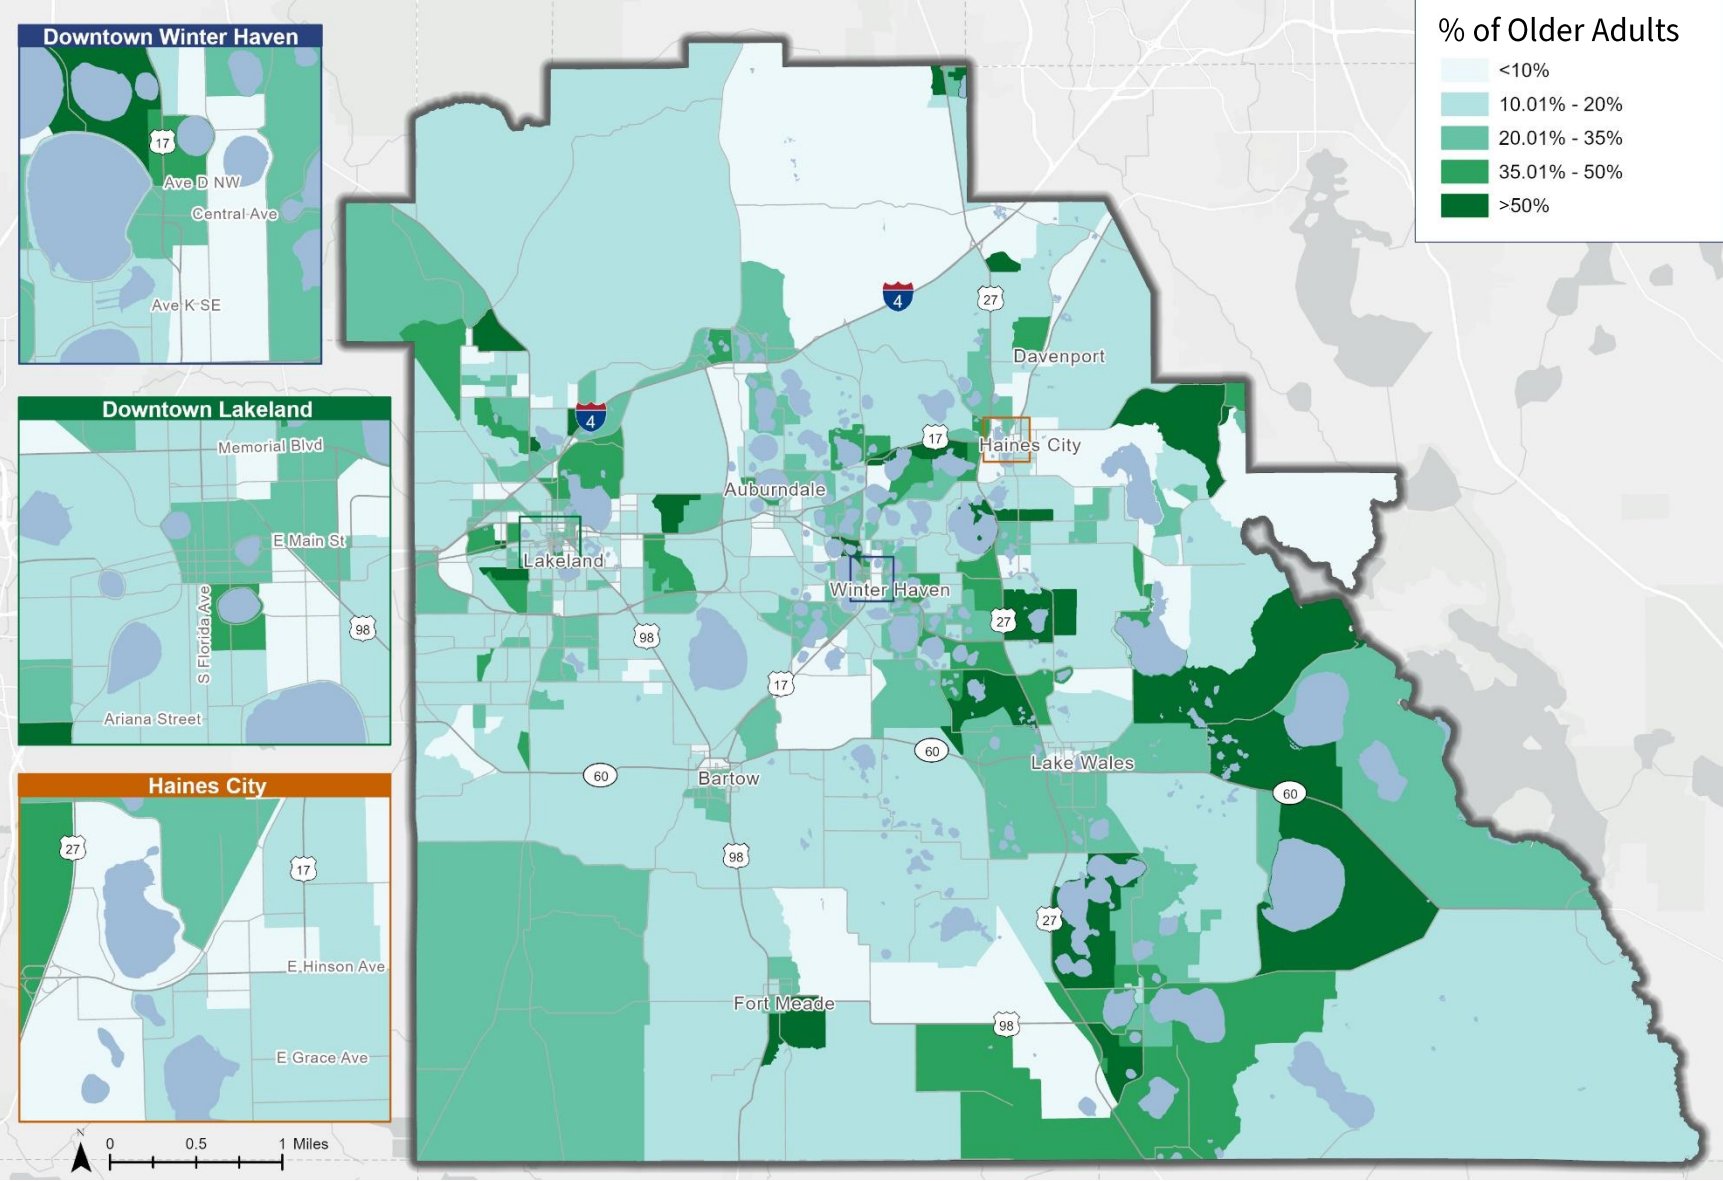 Downtown Winter Haven
17
Ave D NW
Central Ave
Ave K SE
Downtown Lakeland
Memorial Blvd
E Main St
S Florida Ave
98
Ariana Street
Haines City
27
17
E Hinson Ave
E Grace Ave
N
0 0.5 1 Miles
% of Older Adults
<10%
10.01% - 20%
20.01% - 35%
35.01% - 50%
>50%
4
27
Davenport
4
17
Haines City
Auburndale
Lakeland
Winter Haven
27
98
17
60
Lake Wales
60
Bartow
60
98
27
Fort Meade
98